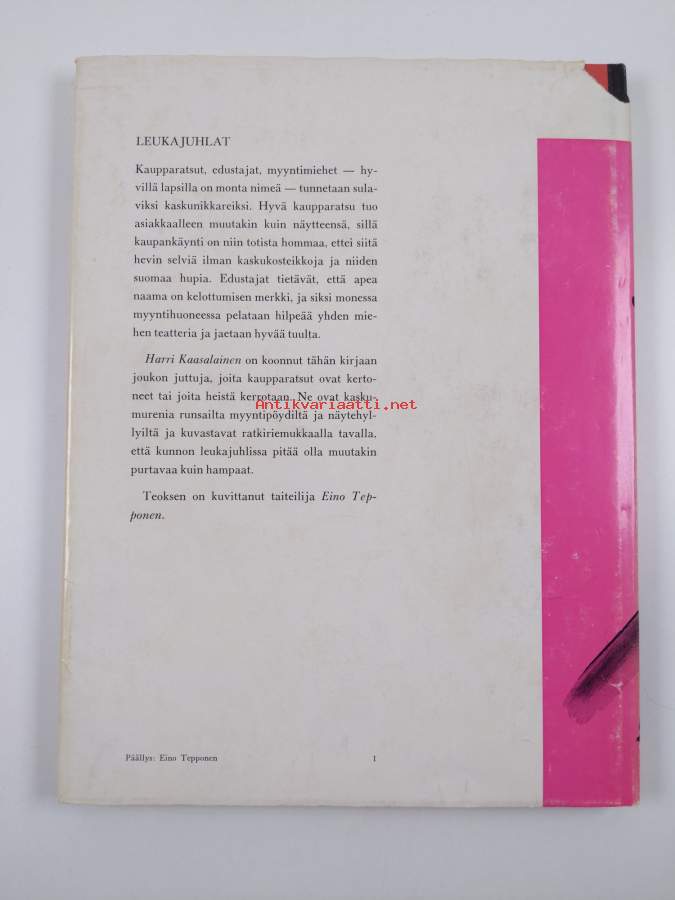 LEUKAJUHLAT
Kaupparatsut, edustajat, myyntimiehet — hy-
villä lapsilla on monta nimeä — tunnetaan sula-
viksi kaskunikkareiksi. Hyvä kaupparatsu tuo
asiakkaalleen muutakin kuin näytteensä, sillä
kaupankäynti on niin totista hommaa, ettei siitä
hevin selviä ilman kaskukosteikkoja ja niiden
suomaa hupia. Edustajat tietävät, että apea
naama on kelottumisen merkki, ja siksi monessa
myyntihuoneessa pelataan hilpeää yhden mie-
hen teatteria ja jaetaan hyvää tuulta.
Harri Kaasalainen on koonnut tähän kirjaan
joukon juttuja, joita kaupparatsut ovat kerto-
neet tai joita heistä kerrotaan. Ne ovat kasku-
murenia runsailta myyntipöydiltä ja näytehyl-
lyiltä ja kuvastavat ratkiriemukkaalla tavalla,
että kunnon leukajuhlissa pitää olla muutakin
purtavaa kuin hampaat.
Teoksen on kuvittanut taiteilija Eino Tep-
ponen.
Antikvariaatti.net
Päällys: Eino Tepponen 1